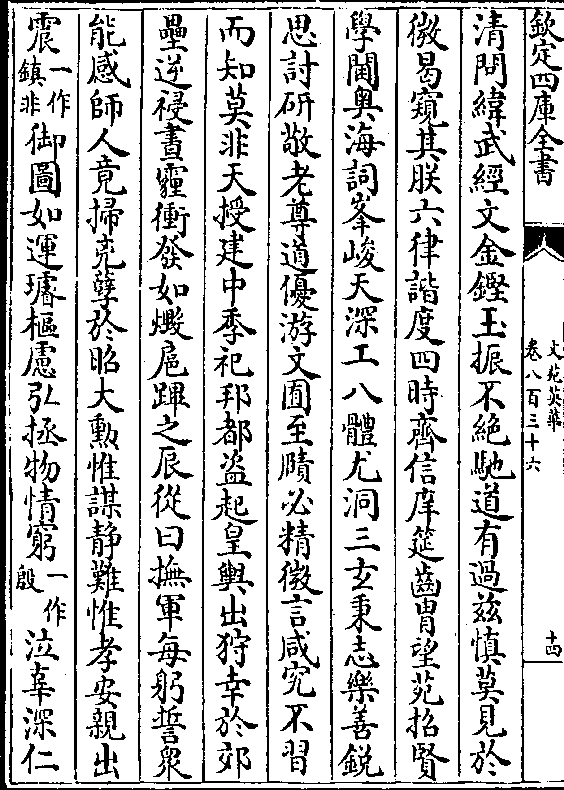 欽定四庫全書
文苑英華
卷八百三十六
十四
清問緯武經文金鏗玉振不絶馳道有過兹慎莫見於
微曷窺其朕六律諧度四時齊信庠筵齒胄望苑招賢
學閫奥海詞峯峻天深工八體尤洞三𤣥秉志樂善鋭
思討研敬老尊道優游文囿至賾必精微言咸究不習
而知莫非天授建中季祀邦都盜起皇輿出狩幸於郊
壘逆祲晝霾衝發如燬扈蹕之辰從曰撫軍每躬誓衆
能感師人竟掃兇孽於昭大勲惟謀静難惟孝安親出
震一作鎮非御圖如運璿樞慮弘拯物情窮一作殷泣辜深仁